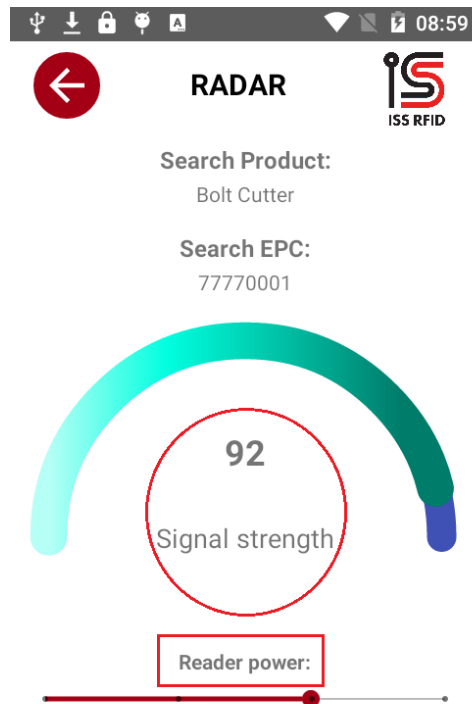 08:59
RADAR
ISS RFID
Search Product:
Bolt Cutter
Search EPC:
77770001
92
Signal strength
Reader power: